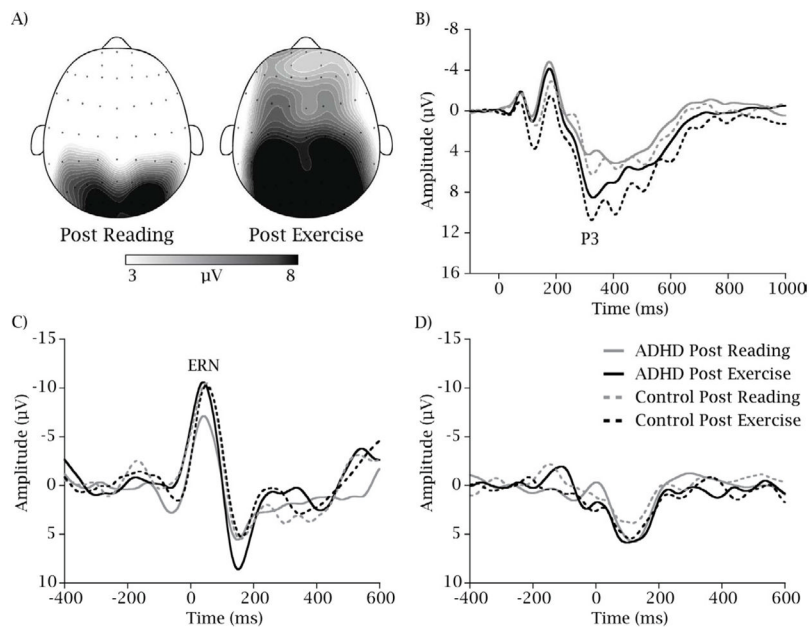 A)
Post Reading
Post Exercise
3
µV
8
B)
-8
-4
0
4
8
12
16
Amplitude (µV)
P3
0
200
400
600
800
1000
Time (ms)
C)
-15
-10
-5
0
5
10
Amplitude (µV)
ERN
-400
-200
0
200
400
600
Time (ms)
D)
-15
-10
-5
0
5
10
Amplitude (µV)
ADHD Post Reading
ADHD Post Exercise
Control Post Reading
Control Post Exercise
-400
-200
0
200
400
600
Time (ms)